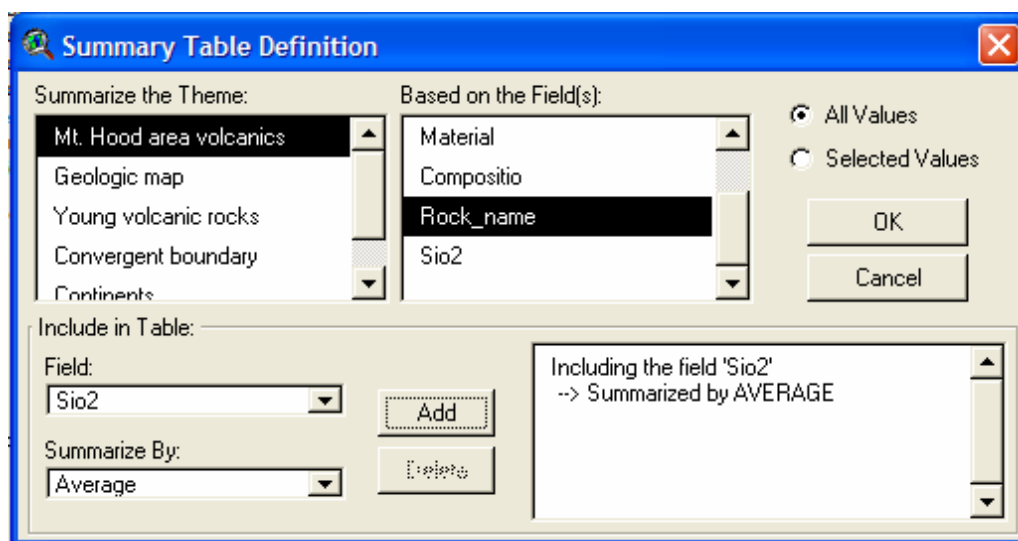 Summary Table Definition
Summarize the Theme:
Mt. Hood area volcanics
Geologic map
Young volcanic rocks
Convergent boundary
Continents
Based on the Field(s):
Material
Compositio
Rock_name
Sio2
All Values
Selected Values
OK
Cancel
Include in Table:
Field:
Sio2
Summarize By:
Average
Add
Delete
Including the field 'Sio2'
--> Summarized by AVERAGE